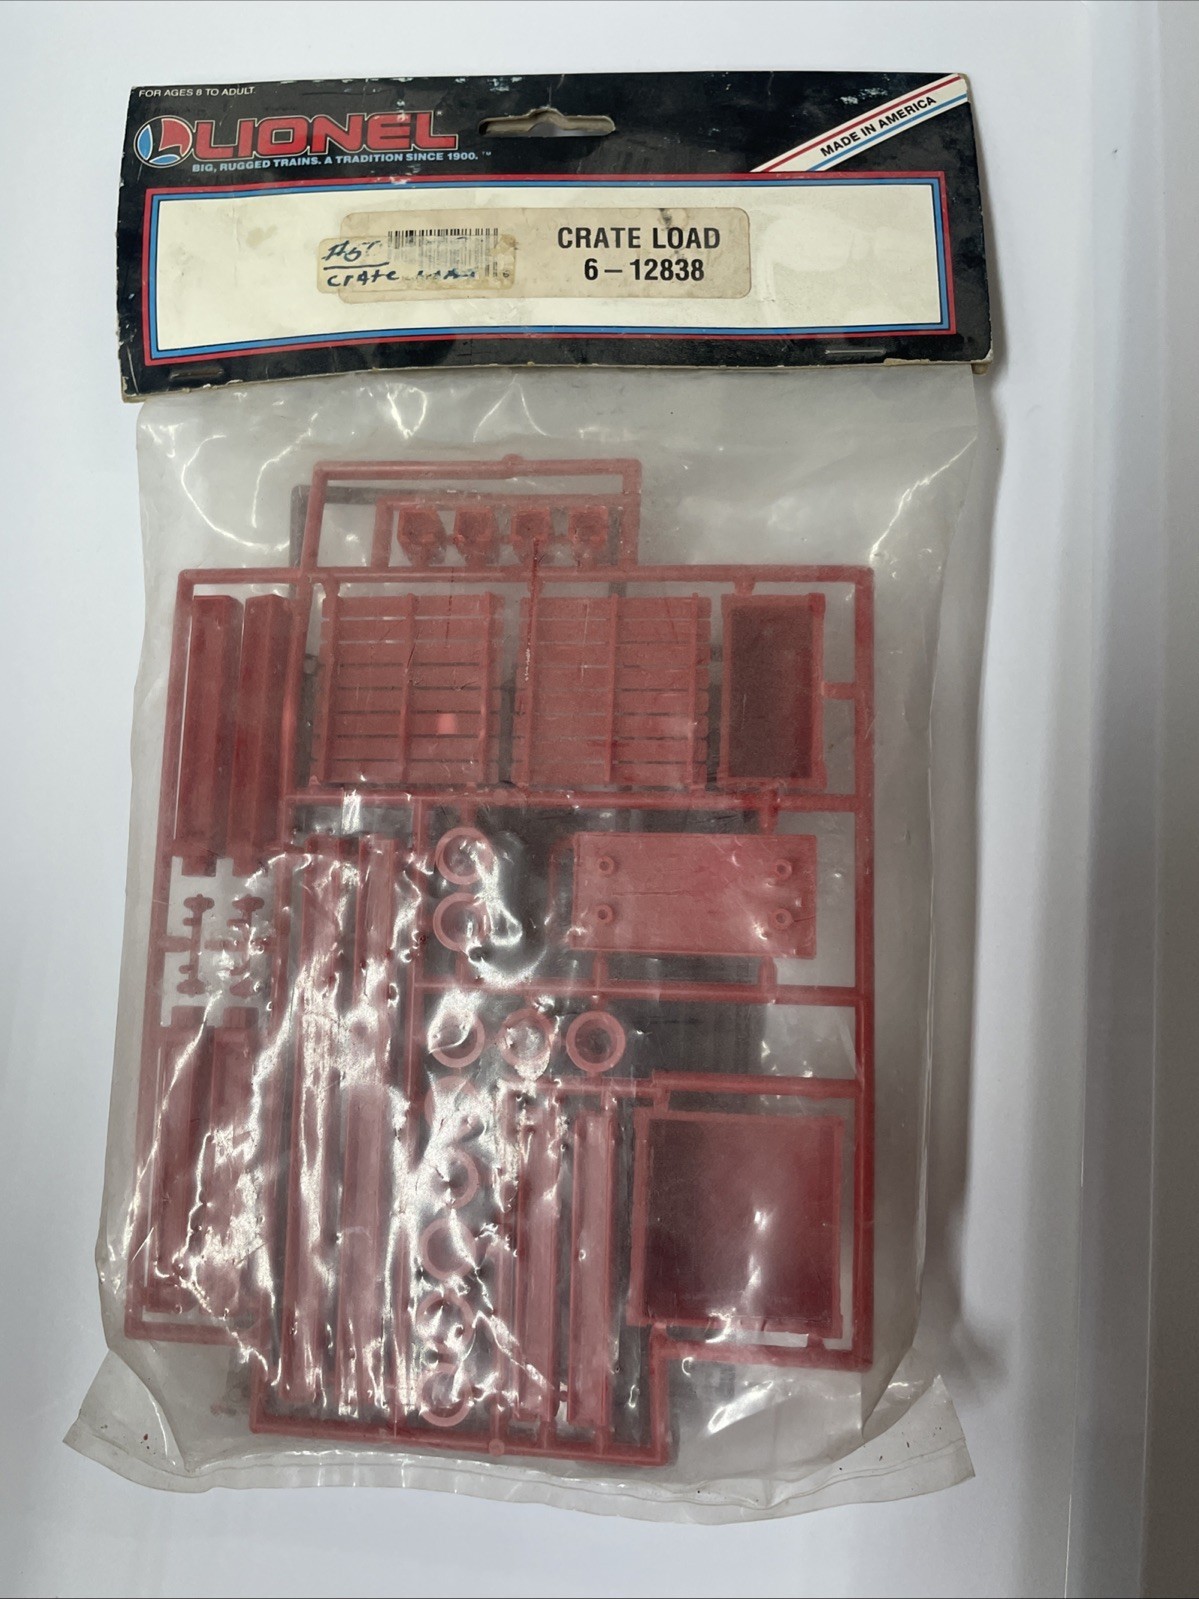 FOR AGES 8 TO ADULT
LIONEL
BIG, RUGGED TRAINS. A TRADITION SINCE 1900.™
MADE IN AMERICA
CRATE LOAD
6-12838
crate